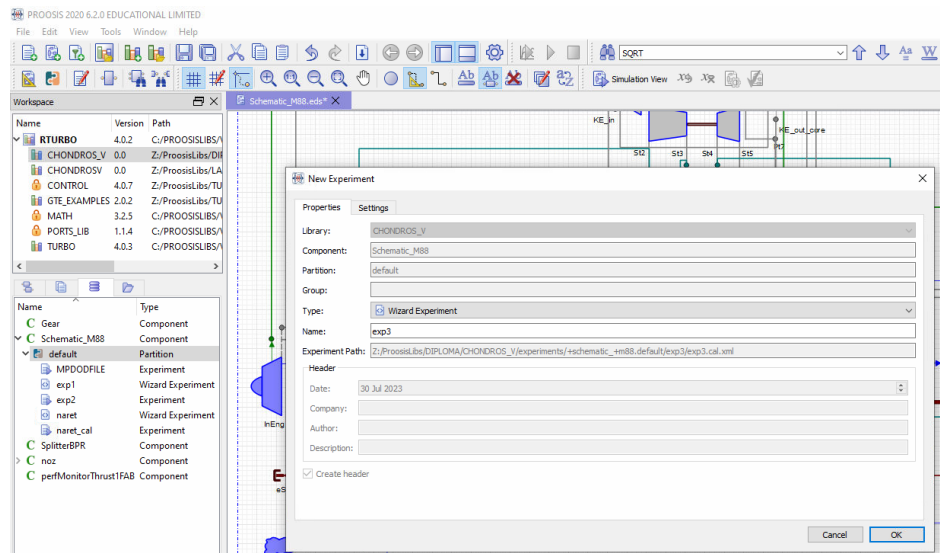 PROOSIS 2020 6.2.0 EDUCATIONAL LIMITED
File Edit View Tools Window Help
SQRT
Aa W
Ab Ab a2 Simulation View
Workspace
Schematic_M88.eds*
Name Version Path
RTURBO 4.0.2 C:/PROOSISLIBS/
CHONDROS_V 0.0 Z:/ProosisLibs/DIP
CHONDROSV 0.0 Z:/ProosisLibs/LA
CONTROL 4.0.7 Z:/ProosisLibs/TU
GTE_EXAMPLES 2.0.2 Z:/ProosisLibs/TU
MATH 3.2.5 C:/PROOSISLIBS/
PORTS_LIB 1.1.4 C:/PROOSISLIBS/
TURBO 4.0.3 C:/PROOSISLIBS/
KE_in
KE_out_core
St2 St3 St4 St5 St7
Name Type
C Gear Component
C Schematic_M88 Component
default Partition
MPDODFILE Experiment
exp1 Wizard Experiment
exp2 Experiment
naret Wizard Experiment
naret_cal Experiment
C SplitterBPR Component
C noz Component
C perfMonitorThrust1FAB Component
InEng
New Experiment
Properties Settings
Library: CHONDROS_V
Component: Schematic_M88
Partition: default
Group:
Type: Wizard Experiment
Name: exp3
Experiment Path: Z:/ProosisLibs/DIPLOMA/CHONDROS_V/experiments/+schematic_+m88.default/exp3/exp3.cal.xml
Header
Date: 30 Jul 2023
Company:
Author:
Description:
Create header
Cancel OK